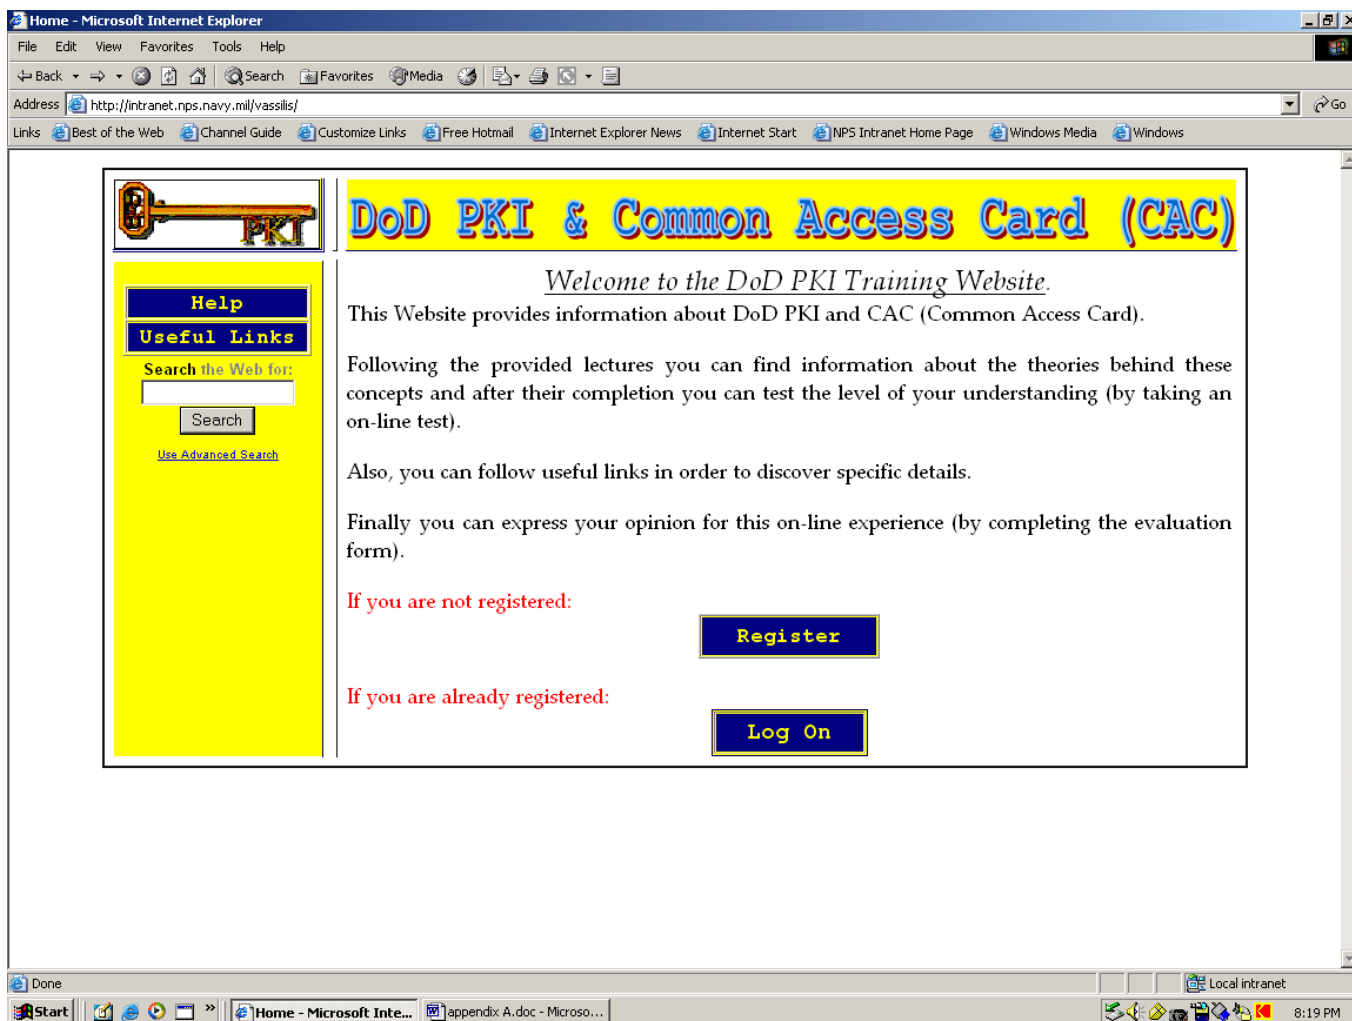 Home - Microsoft Internet Explorer
File Edit View Favorites Tools Help
Back Search Favorites Media
Address http://intranet.nps.navy.mil/vassilis/ Go
Links Best of the Web Channel Guide Customize Links Free Hotmail Internet Explorer News Internet Start NPS Intranet Home Page Windows Media Windows
PKI
DoD PKI & Common Access Card (CAC)
Help
Useful Links
Search the Web for:
Search
Use Advanced Search
Welcome to the DoD PKI Training Website.
This Website provides information about DoD PKI and CAC (Common Access Card).
Following the provided lectures you can find information about the theories behind these
concepts and after their completion you can test the level of your understanding (by taking an
on-line test).
Also, you can follow useful links in order to discover specific details.
Finally you can express your opinion for this on-line experience (by completing the evaluation
form).
If you are not registered:
Register
If you are already registered:
Log On
Done Local intranet
Start » Home - Microsoft Inte... appendix A.doc - Microso... 8:19 PM